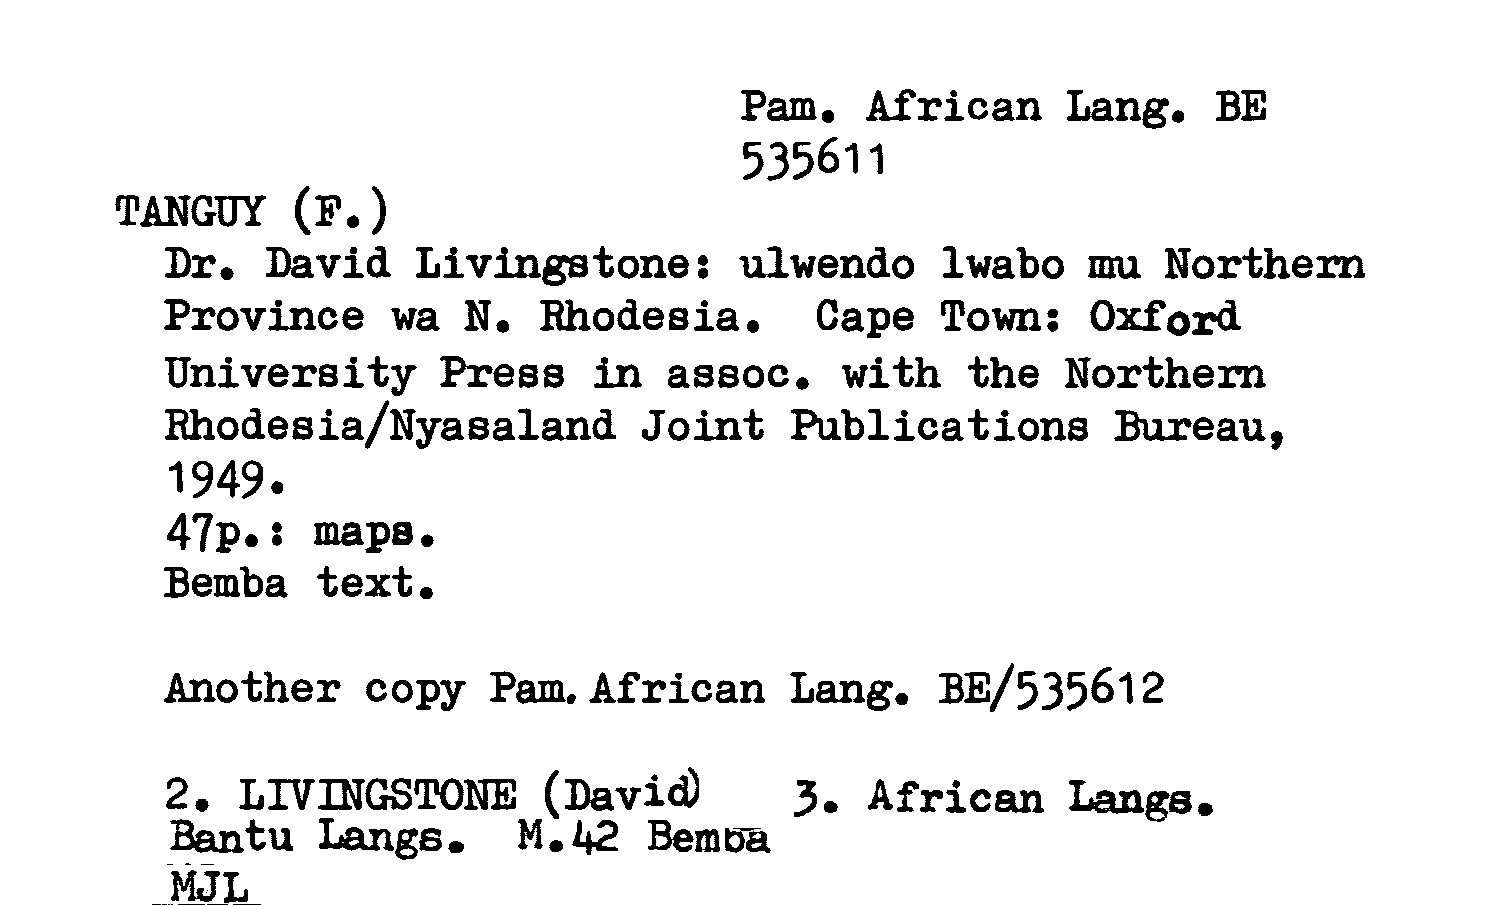 Pam. African Lang. BE
535611
TANGUY (F.)
Dr. David Livingstone: ulwendo lwabo mu Northern
Province wa N. Rhodesia. Cape Town: Oxford
University Press in assoc. with the Northern
Rhodesia/Nyasaland Joint Publications Bureau,
1949.
47p.: maps.
Bemba text.
Another copy Pam. African Lang. BE/535612
2. LIVINGSTONE (David) 3. African Langs.
Bantu Langs. M.42 Bemba
MJL